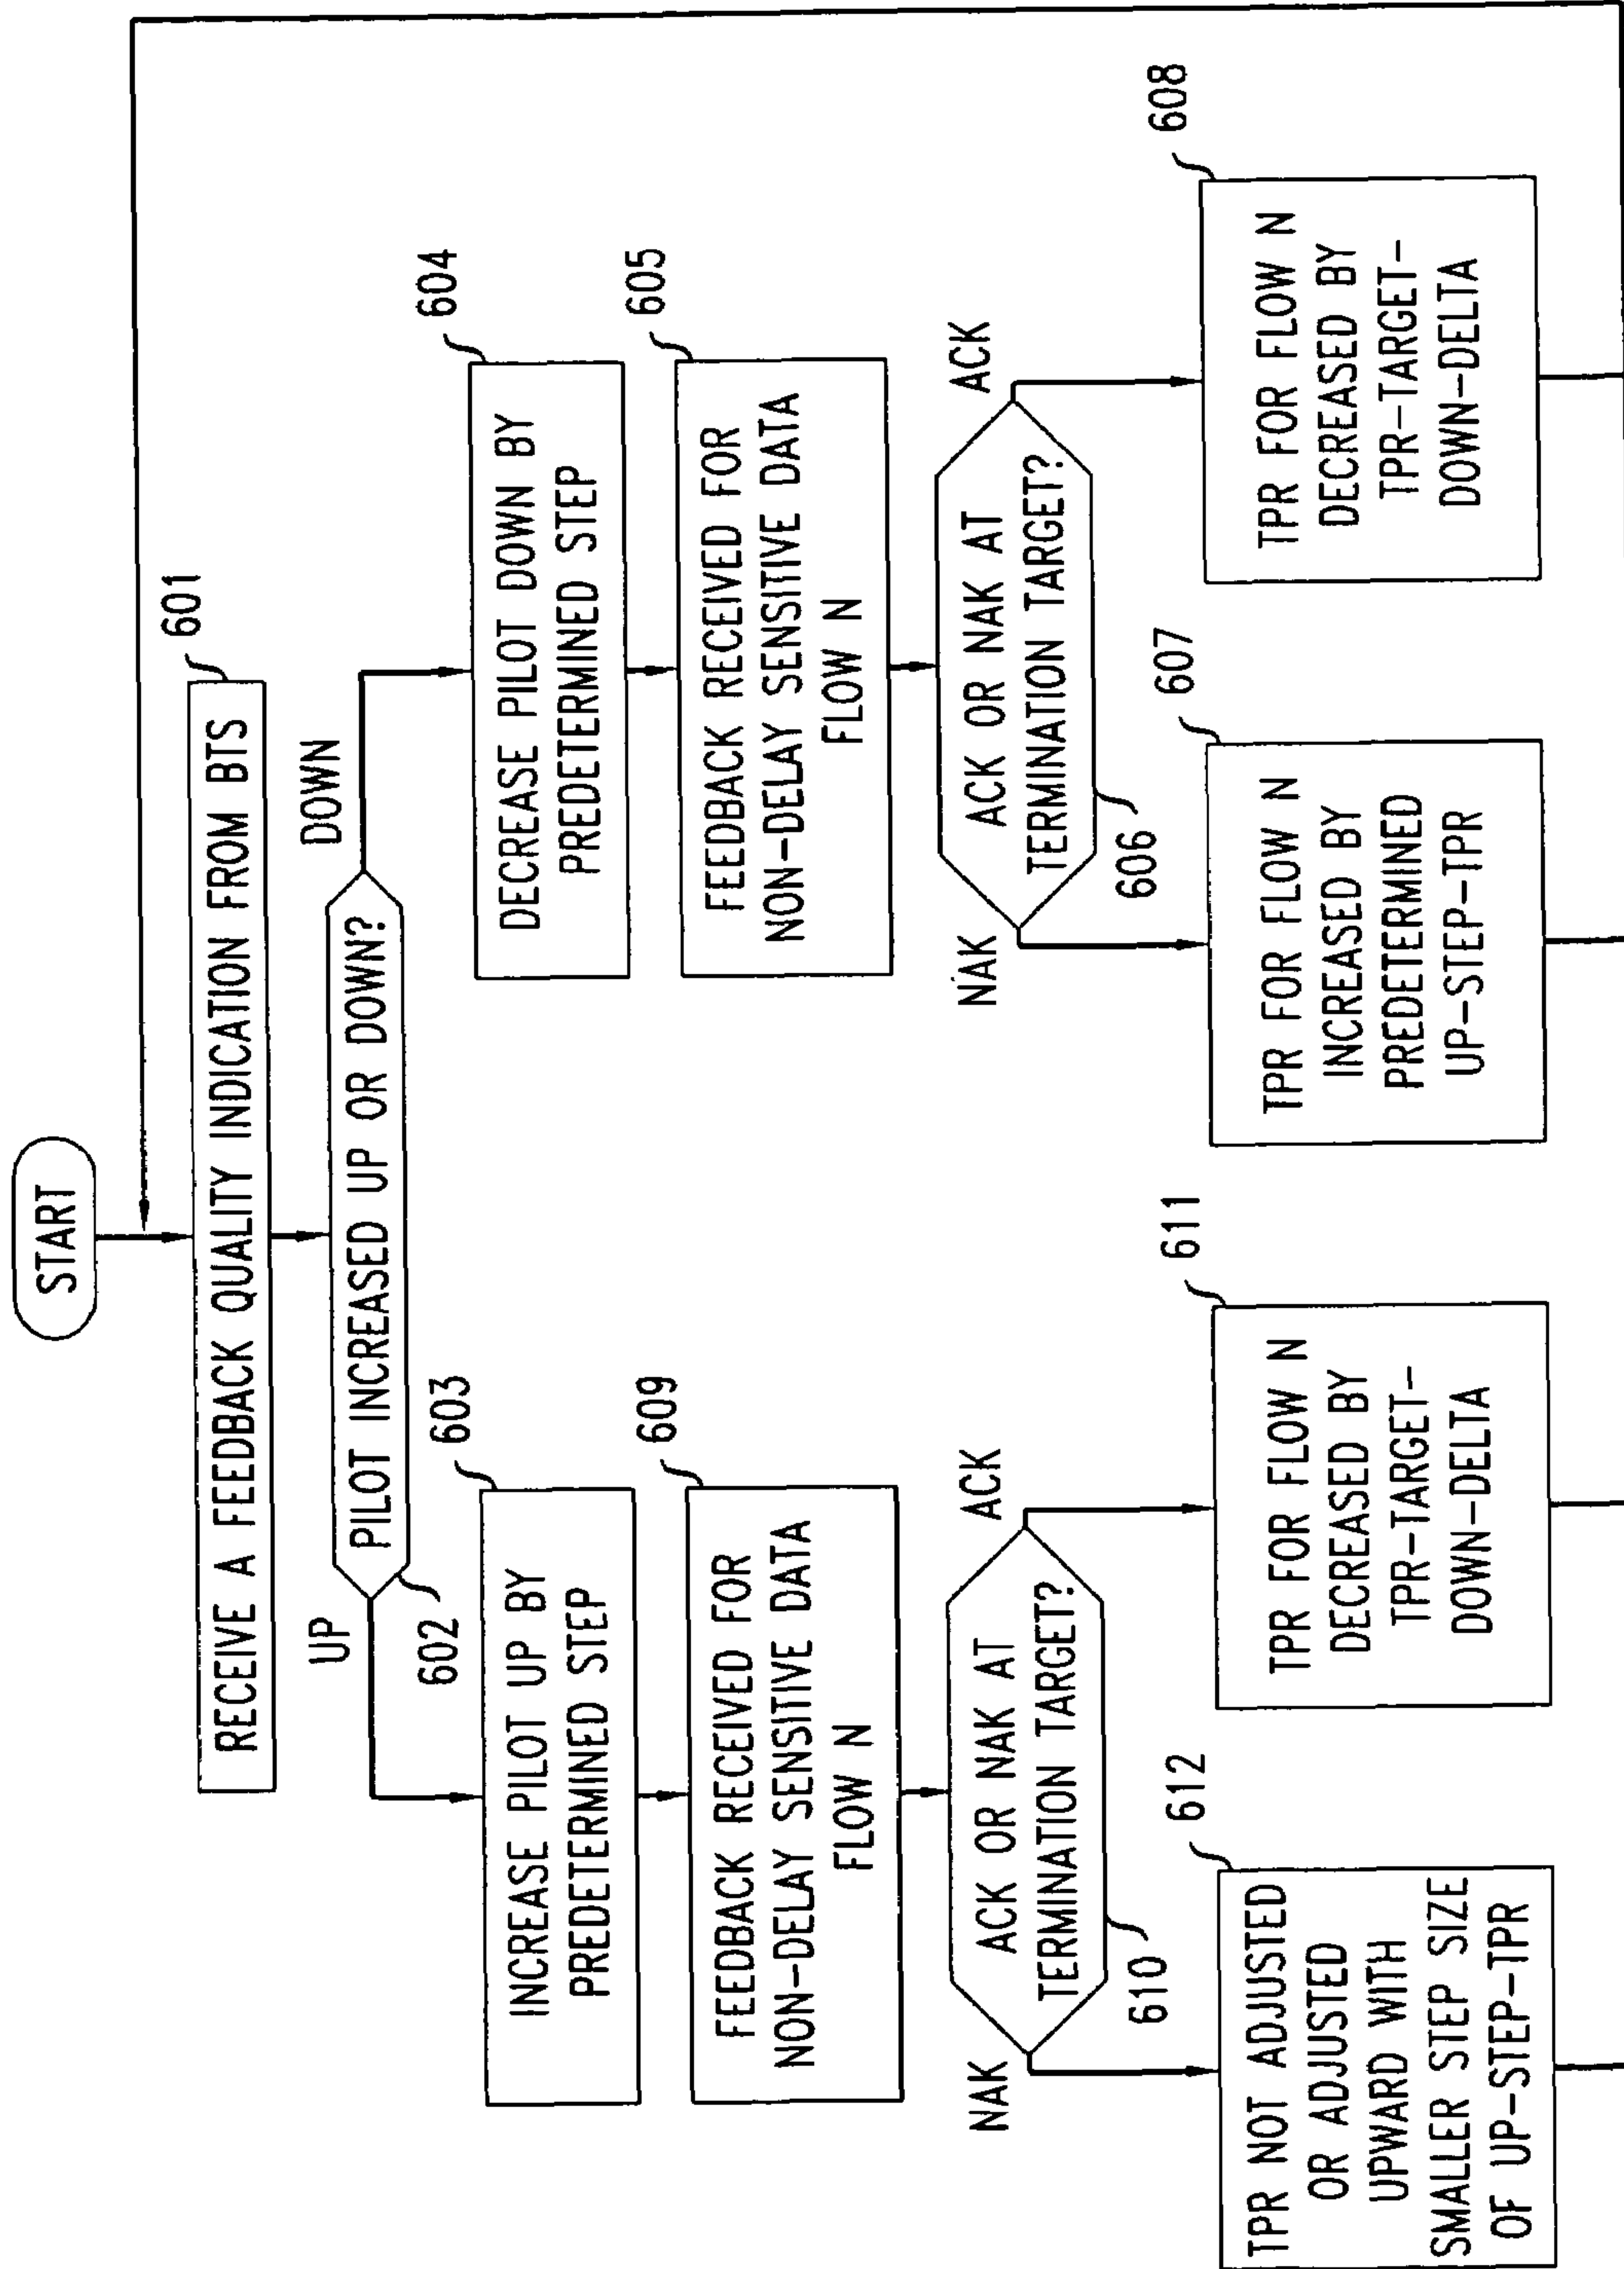 START
601
RECEIVE A FEEDBACK QUALITY INDICATION FROM BTS
UP
PILOT INCREASED UP OR DOWN?
DOWN
602
603
INCREASE PILOT UP BY
PREDETERMINED STEP
604
DECREASE PILOT DOWN BY
PREDETERMINED STEP
609
FEEDBACK RECEIVED FOR
NON-DELAY SENSITIVE DATA
FLOW N
605
FEEDBACK RECEIVED FOR
NON-DELAY SENSITIVE DATA
FLOW N
NAK
ACK OR NAK AT
TERMINATION TARGET?
ACK
610
NAK
ACK OR NAK AT
TERMINATION TARGET?
ACK
606
612
TPR NOT ADJUSTED
OR ADJUSTED
UPWARD WITH
SMALLER STEP SIZE
OF UP-STEP-TPR
611
TPR FOR FLOW N
DECREASED BY
TPR-TARGET-
DOWN-DELTA
607
TPR FOR FLOW N
INCREASED BY
PREDETERMINED
UP-STEP-TPR
608
TPR FOR FLOW N
DECREASED BY
TPR-TARGET-
DOWN-DELTA